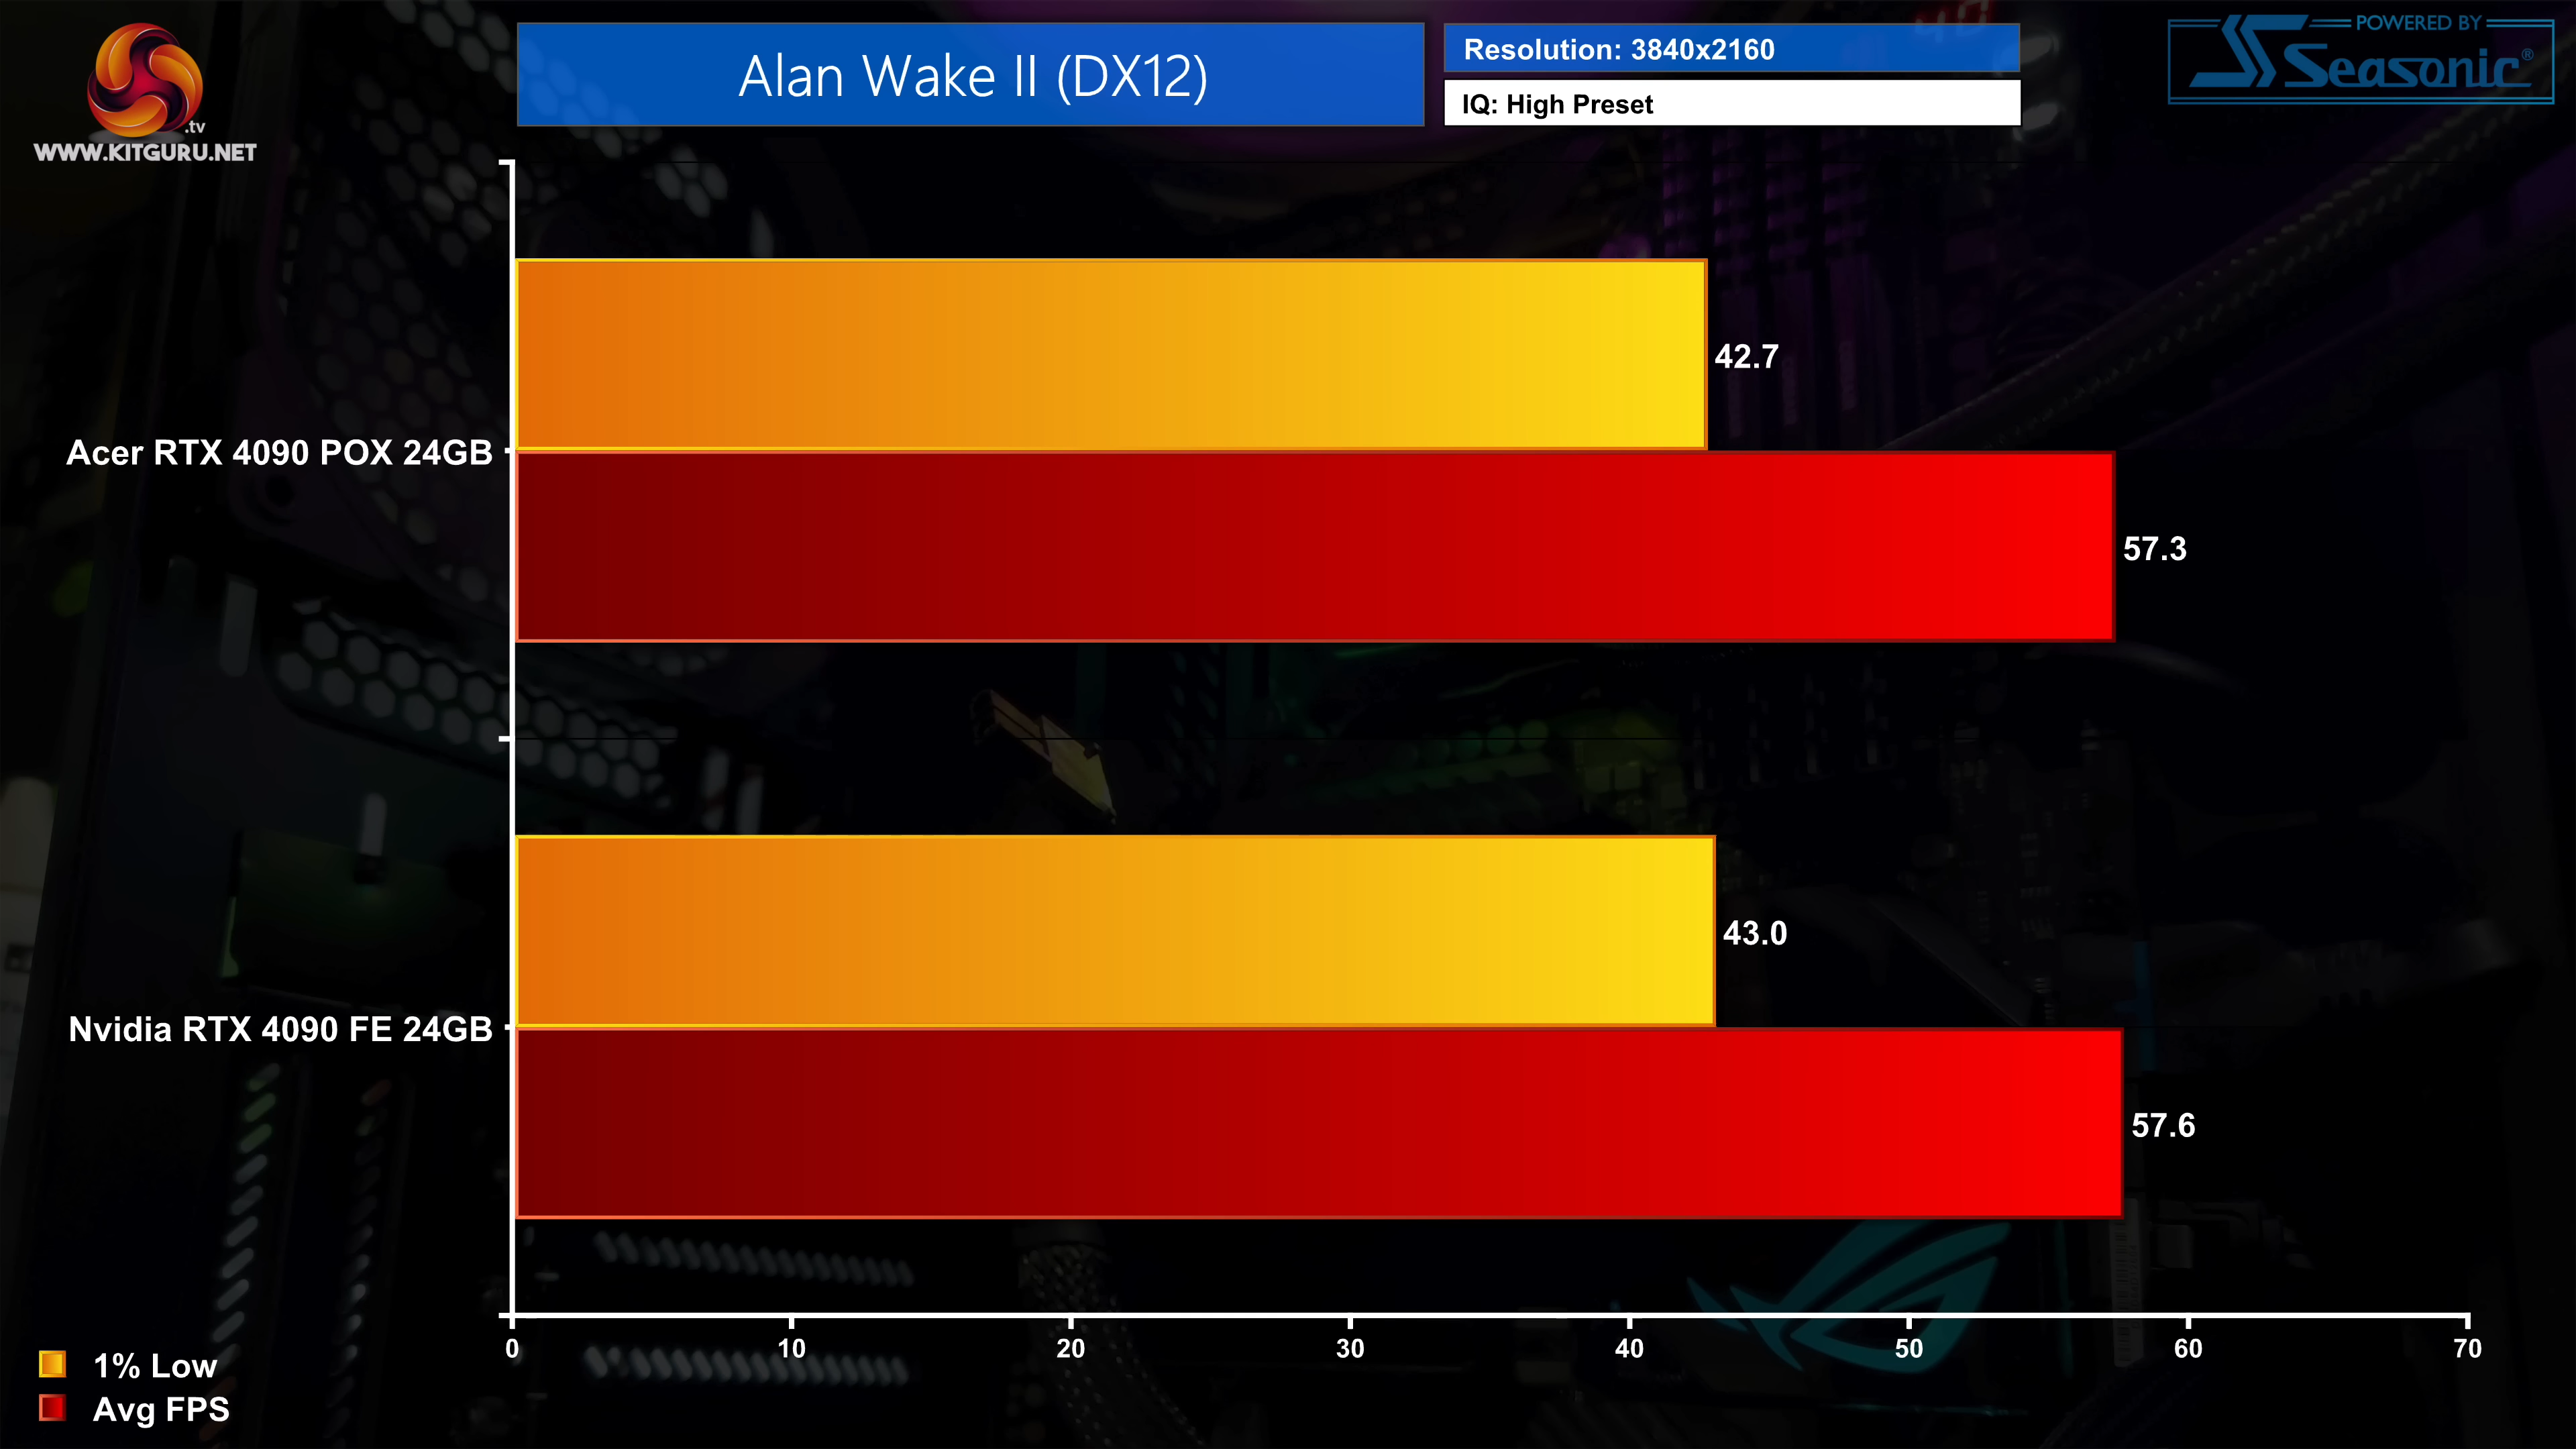 .tv
WWW.KITGURU.NET
Alan Wake II (DX12)
Resolution: 3840x2160
IQ: High Preset
POWERED BY
Seasonic®
Acer RTX 4090 POX 24GB
42.7
57.3
Nvidia RTX 4090 FE 24GB
43.0
57.6
0 10 20 30 40 50 60 70
1% Low
Avg FPS